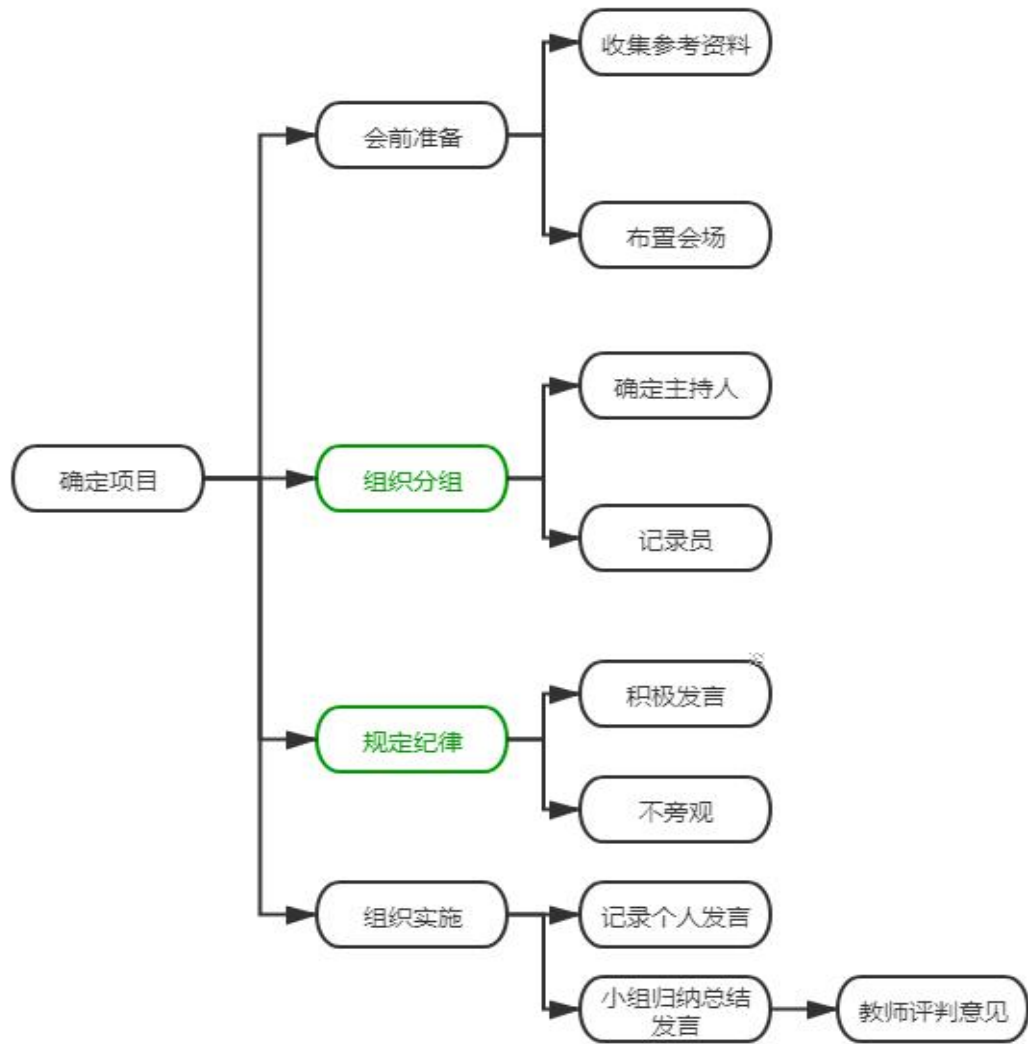 收集参考资料
会前准备
布置会场
确定主持人
确定项目
组织分组
记录员
积极发言
规定纪律
不旁观
组织实施
记录个人发言
小组归纳总结
发言
教师评判意见